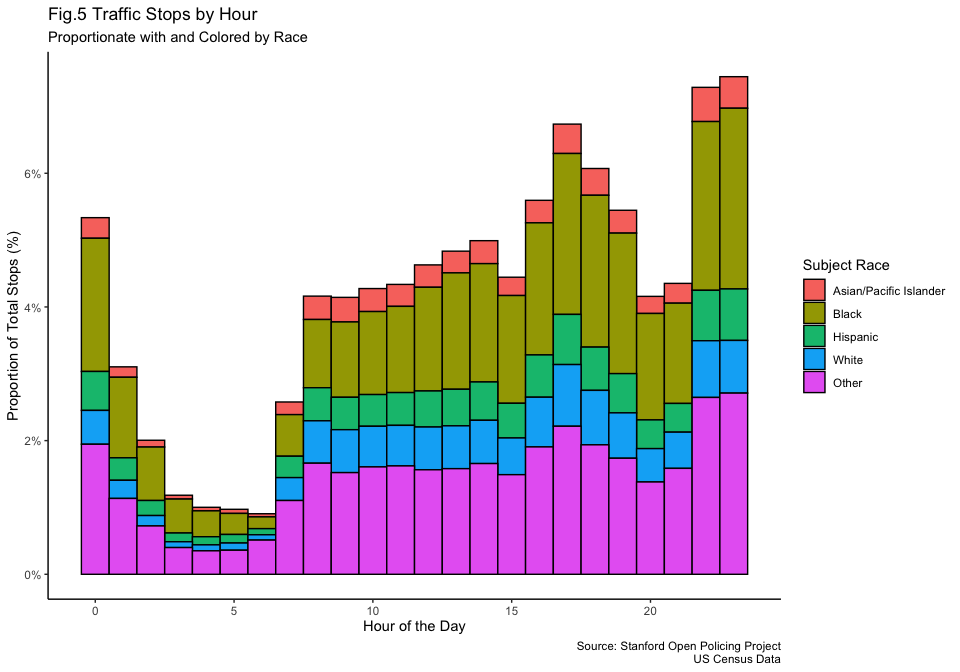 Fig.5 Traffic Stops by Hour
Proportionate with and Colored by Race
Proportion of Total Stops (%)
6%
4%
2%
0%
0
5
10
15
20
Hour of the Day
Subject Race
Asian/Pacific Islander
Black
Hispanic
White
Other
Source: Stanford Open Policing Project
US Census Data